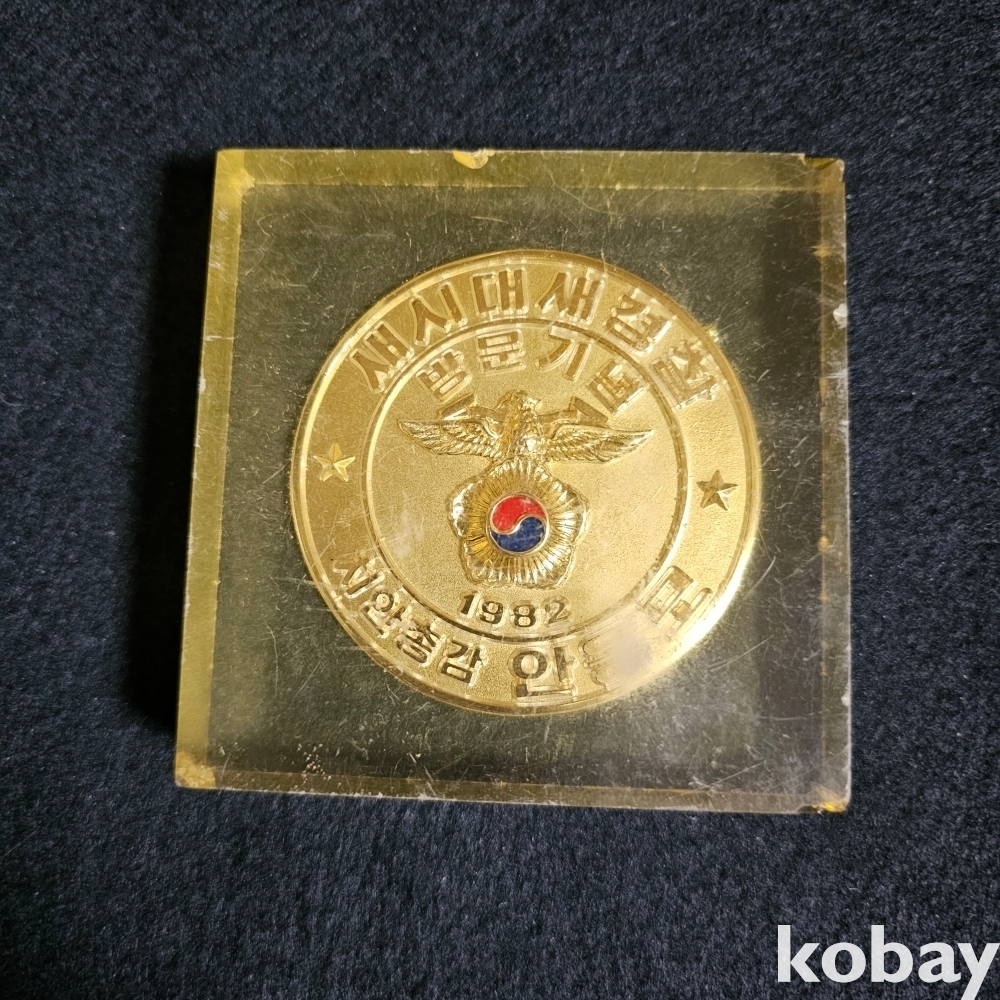 새시대새경찰
방문기념
1982
치안총감 안
kobay